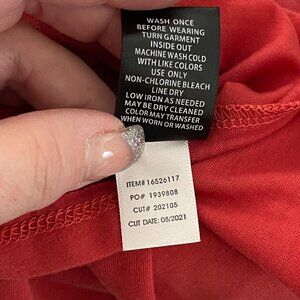 WASH ONCE
BEFORE WEARING
TURN GARMENT
INSIDE OUT
MACHINE WASH COLD
WITH LIKE COLORS
USE ONLY
NON-CHLORINE BLEACH
LINE DRY
LOW IRON AS NEEDED
MAY BE DRY CLEANED
COLOR MAY TRANSFER
WHEN WORN OR WASHED
ITEM# 16526117
PO# 1939808
CUT# 202105
CUT DATE: 08/2021